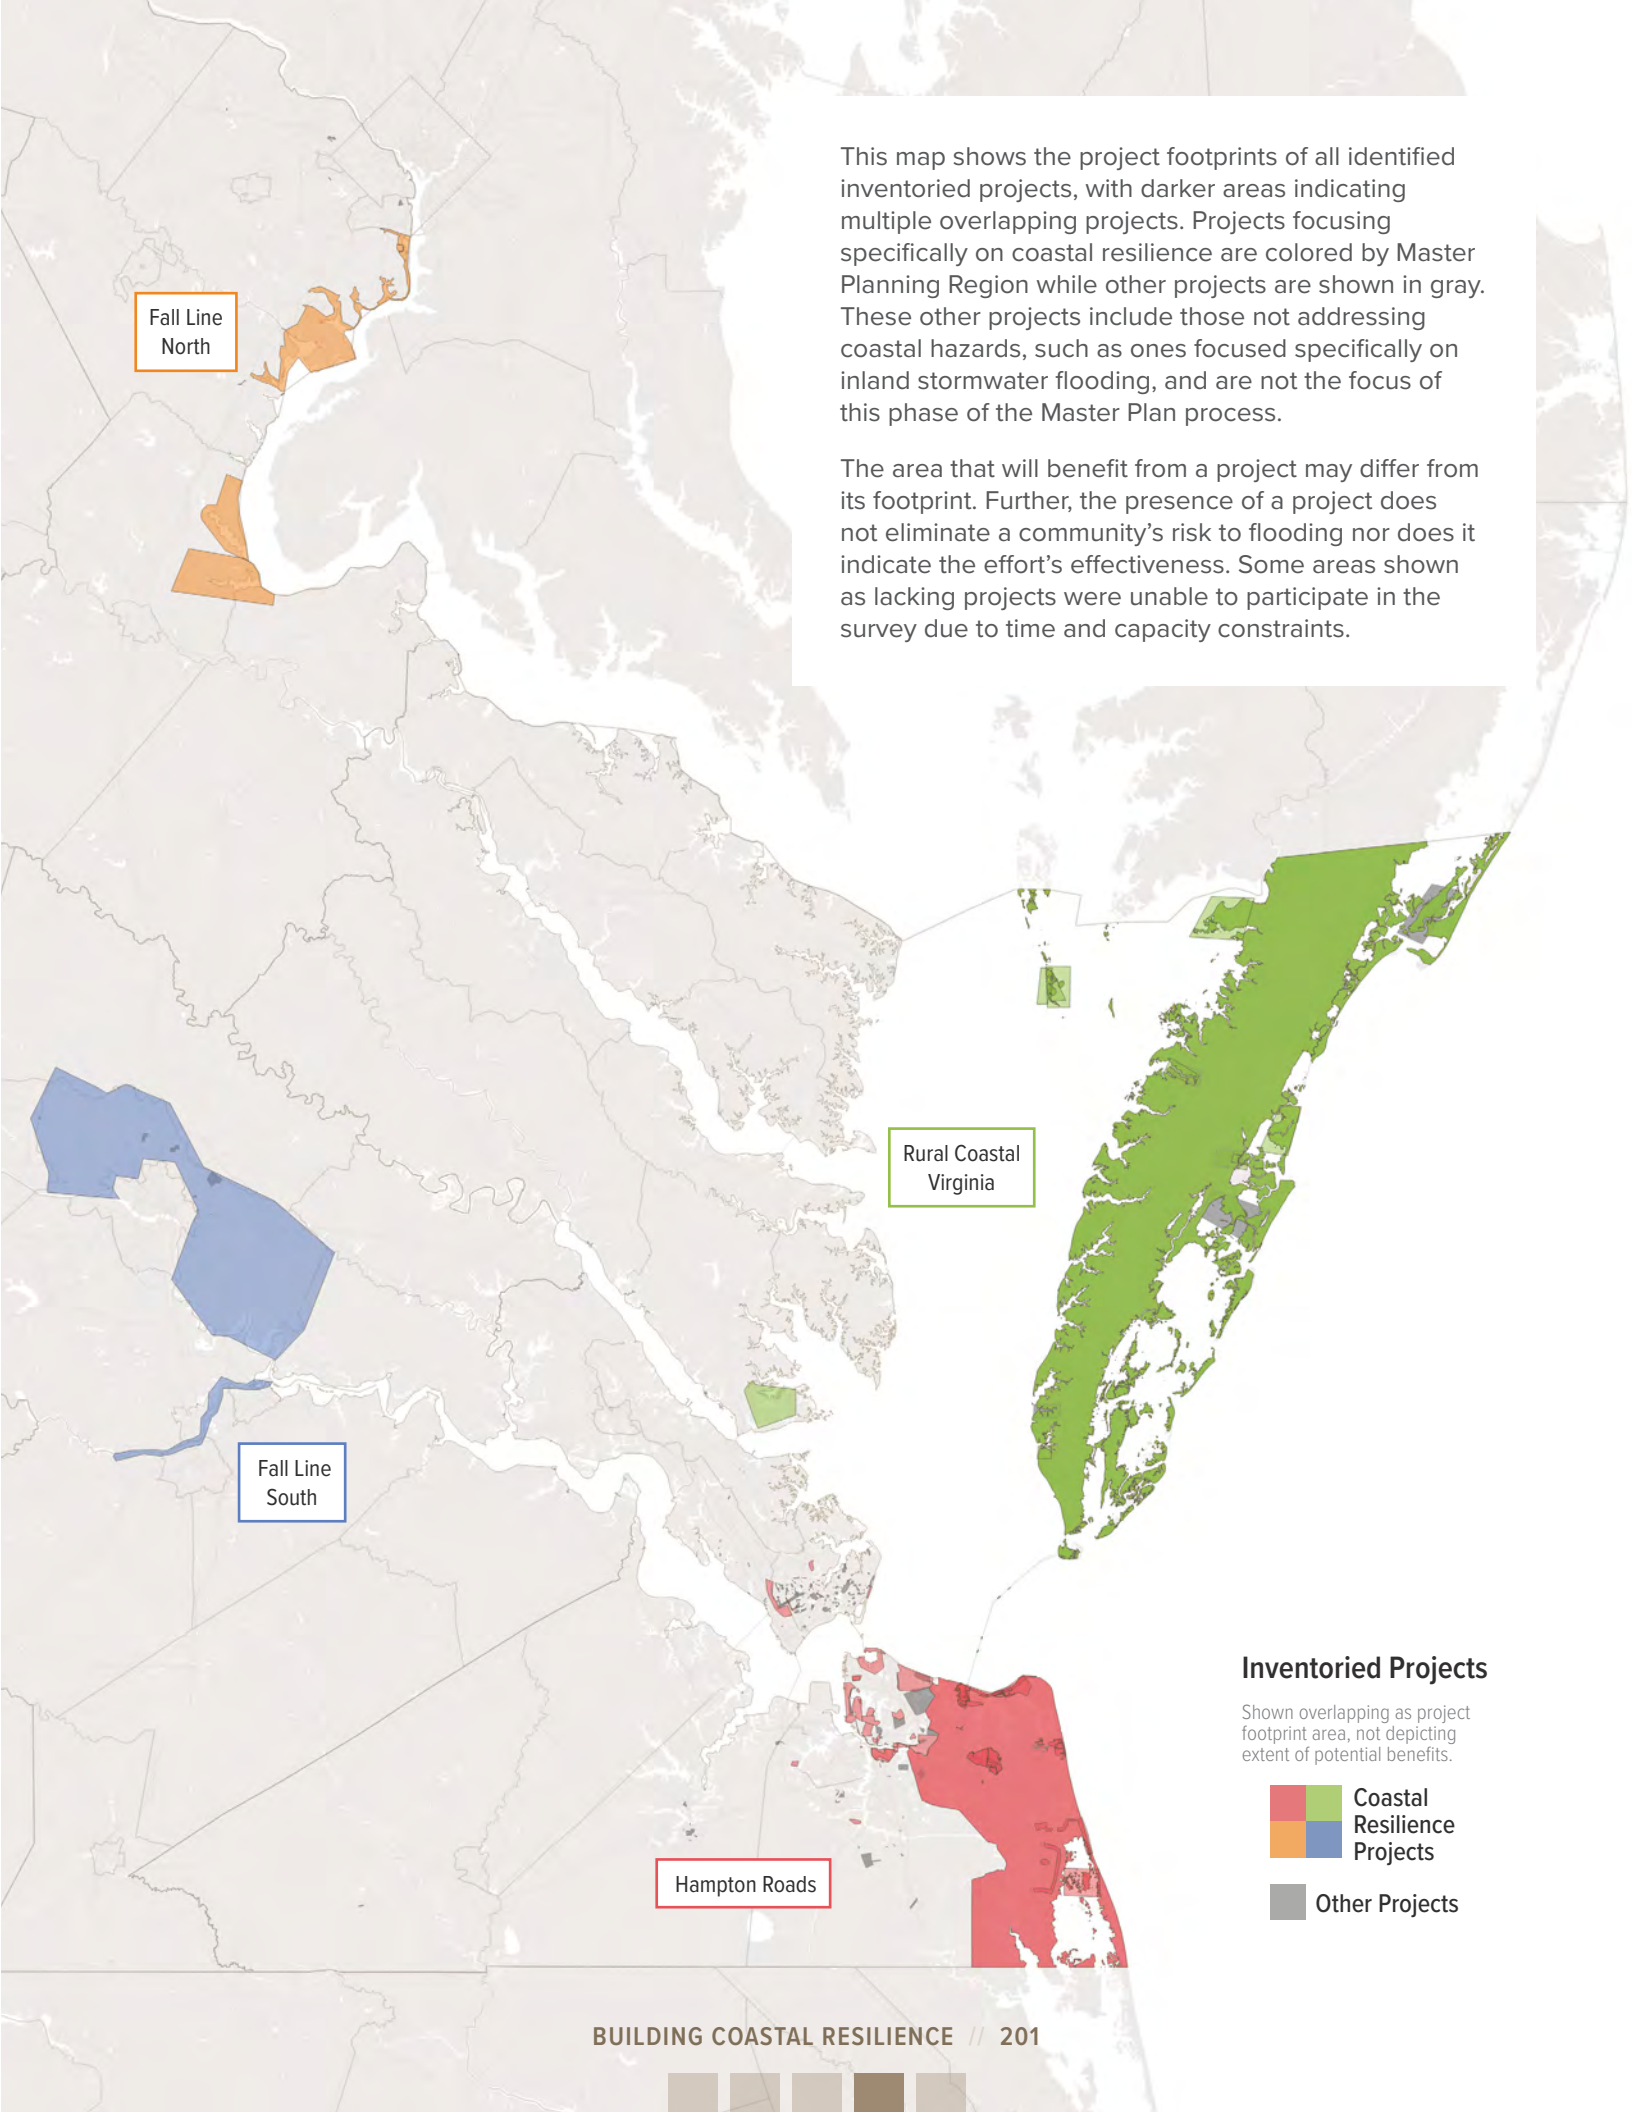 This map shows the project footprints of all identified
inventoried projects, with darker areas indicating
multiple overlapping projects. Projects focusing
specifically on coastal resilience are colored by Master
Planning Region while other projects are shown in gray.
These other projects include those not addressing
coastal hazards, such as ones focused specifically on
inland stormwater flooding, and are not the focus of
this phase of the Master Plan process.
The area that will benefit from a project may differ from
its footprint. Further, the presence of a project does
not eliminate a community’s risk to flooding nor does it
indicate the effort’s effectiveness. Some areas shown
as lacking projects were unable to participate in the
survey due to time and capacity constraints.
Fall Line
North
Rural Coastal
Virginia
Fall Line
South
Hampton Roads
Inventoried Projects
Shown overlapping as project
footprint area, not depicting
extent of potential benefits.
Coastal
Resilience
Projects
Other Projects
BUILDING COASTAL RESILIENCE // 201